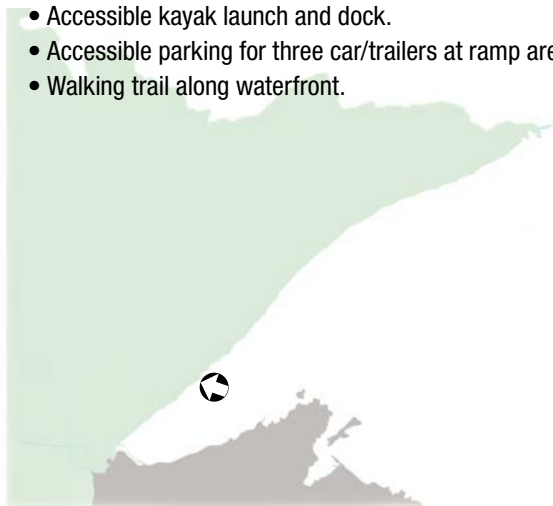 • Accessible kayak launch and dock.
• Accessible parking for three car/trailers at ramp are
• Walking trail along waterfront.